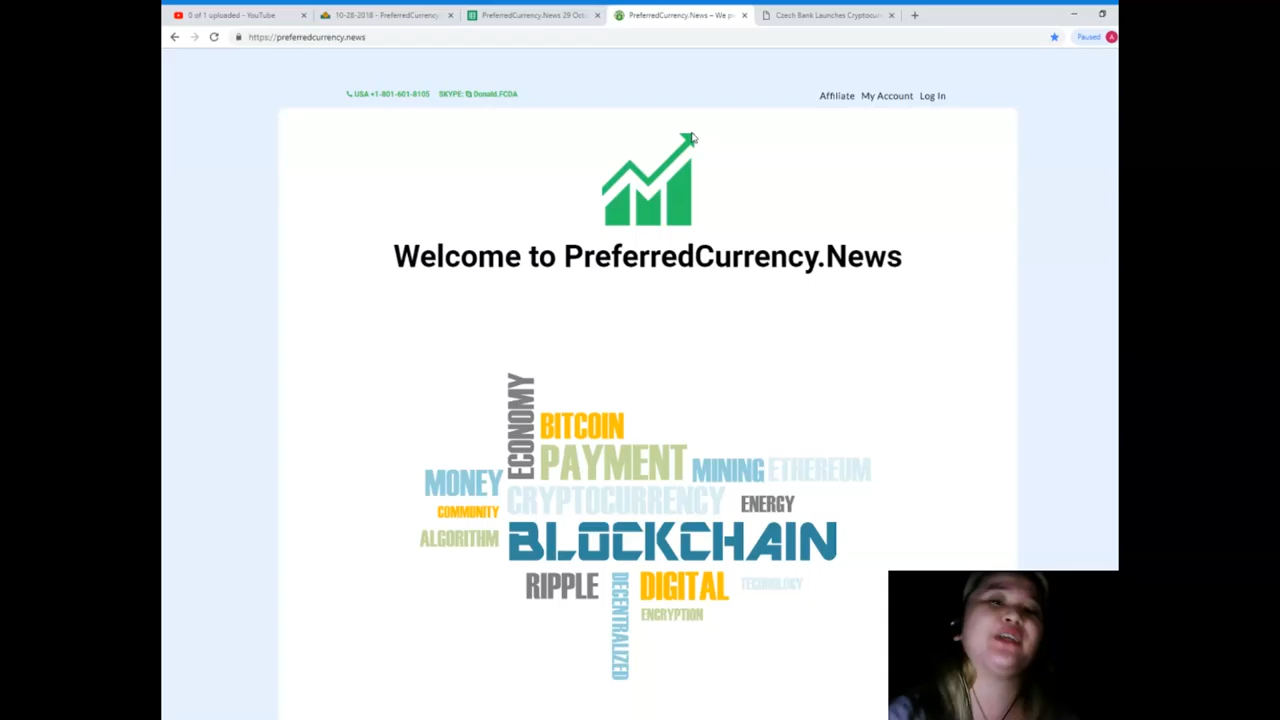 0 of 1 uploaded - YouTube
10-28-2018 - PreferredCurrency
PreferredCurrency.News 29 Oct
PreferredCurrency.News – We p
Czech Bank Launches Cryptocur
https://preferredcurrency.news
Paused
A
USA +1-801-601-8105 SKYPE: Donald.FCDA
Affiliate My Account Log In
Welcome to PreferredCurrency.News
ECONOMY
BITCOIN
PAYMENT
MINING ETHEREUM
MONEY
CRYPTOCURRENCY
ENERGY
COMMUNITY
ALGORITHM
BLOCKCHAIN
RIPPLE
DECENTRALIZED
DIGITAL
TECHNOLOGY
ENCRYPTION